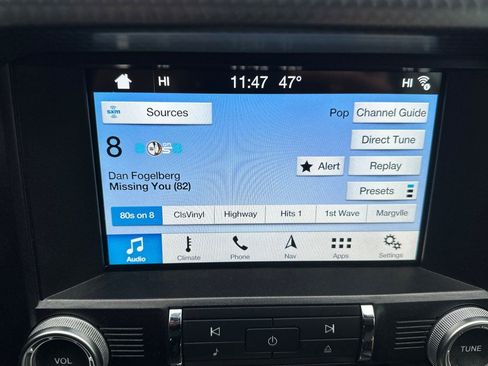 HI 11:47 47° HI
sxm Sources Pop Channel Guide
Direct Tune
8
Alert Replay
Dan Fogelberg
Missing You (82)
Presets
80s on 8 ClsVinyl Highway Hits 1 1st Wave Margvlle
Audio Climate Phone Nav Apps Settings
VOL TUNE